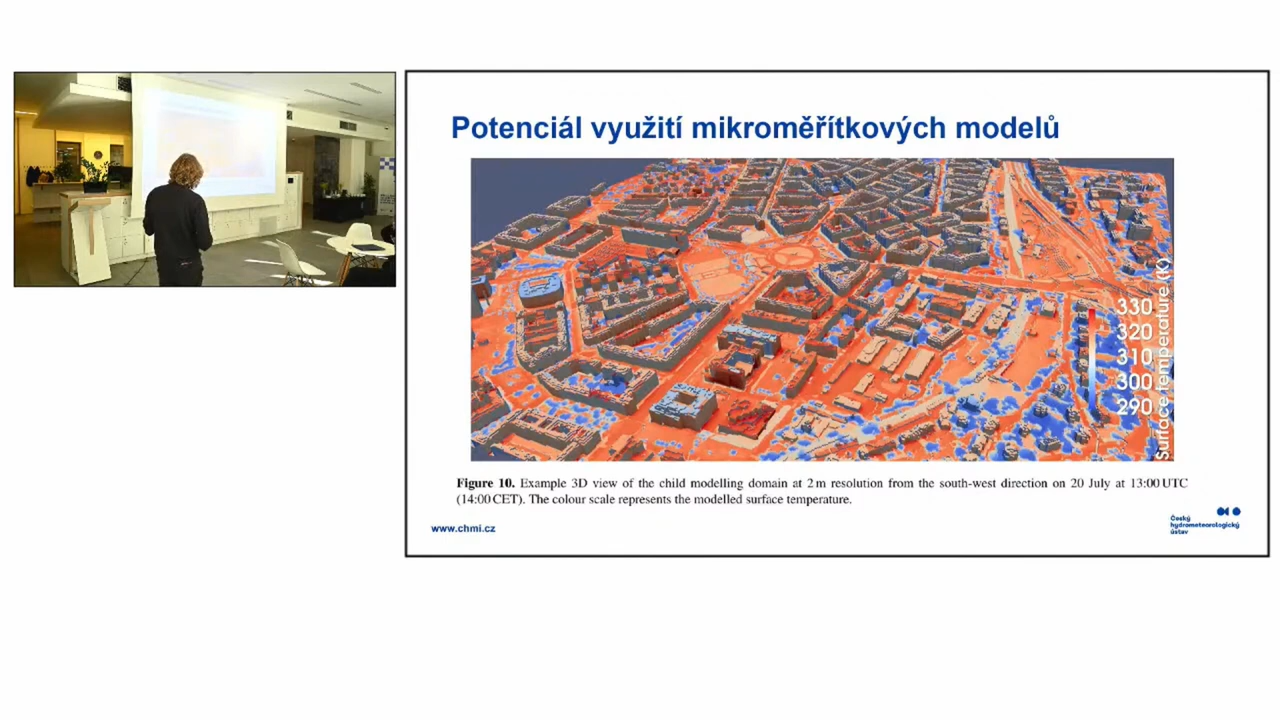 Potenciál využití mikroměřítkových modelů
330
320
310
300
290
Surface temperature (K)
Figure 10. Example 3D view of the child modelling domain at 2 m resolution from the south-west direction on 20 July at 13:00 UTC
(14:00 CET). The colour scale represents the modelled surface temperature.
www.chmi.cz
Český
hydrometeorologický
ústav